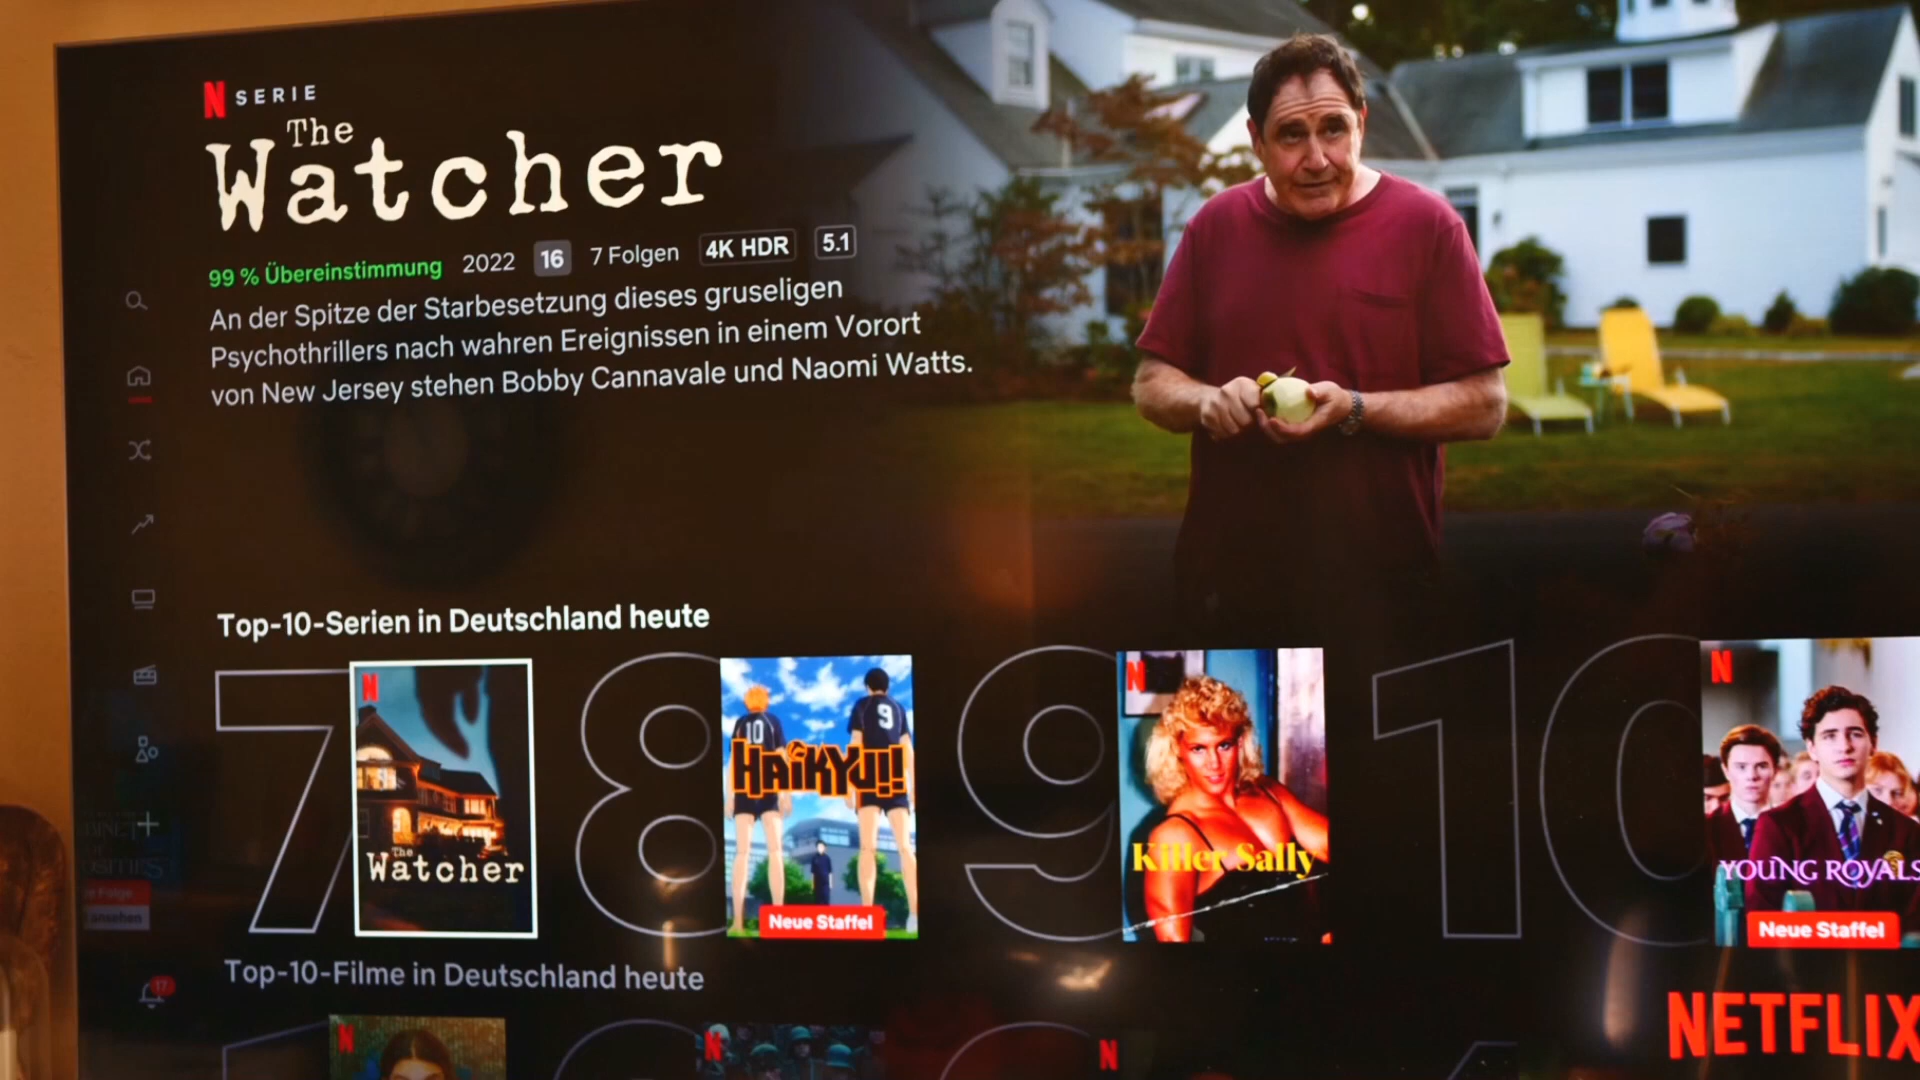 N SERIE
The
Watcher
99 % Übereinstimmung 2022 16 7 Folgen 4K HDR 5.1
An der Spitze der Starbesetzung dieses gruseligen
Psychothrillers nach wahren Ereignissen in einem Vorort
von New Jersey stehen Bobby Cannavale und Naomi Watts.
Top-10-Serien in Deutschland heute
7
N
The
Watcher
8
10
9
HAIKYU!!
Neue Staffel
9
N
Killer Sally
10
N
YOUNG ROYALS
Neue Staffel
17
Top-10-Filme in Deutschland heute
N
N
N
NETFLIX